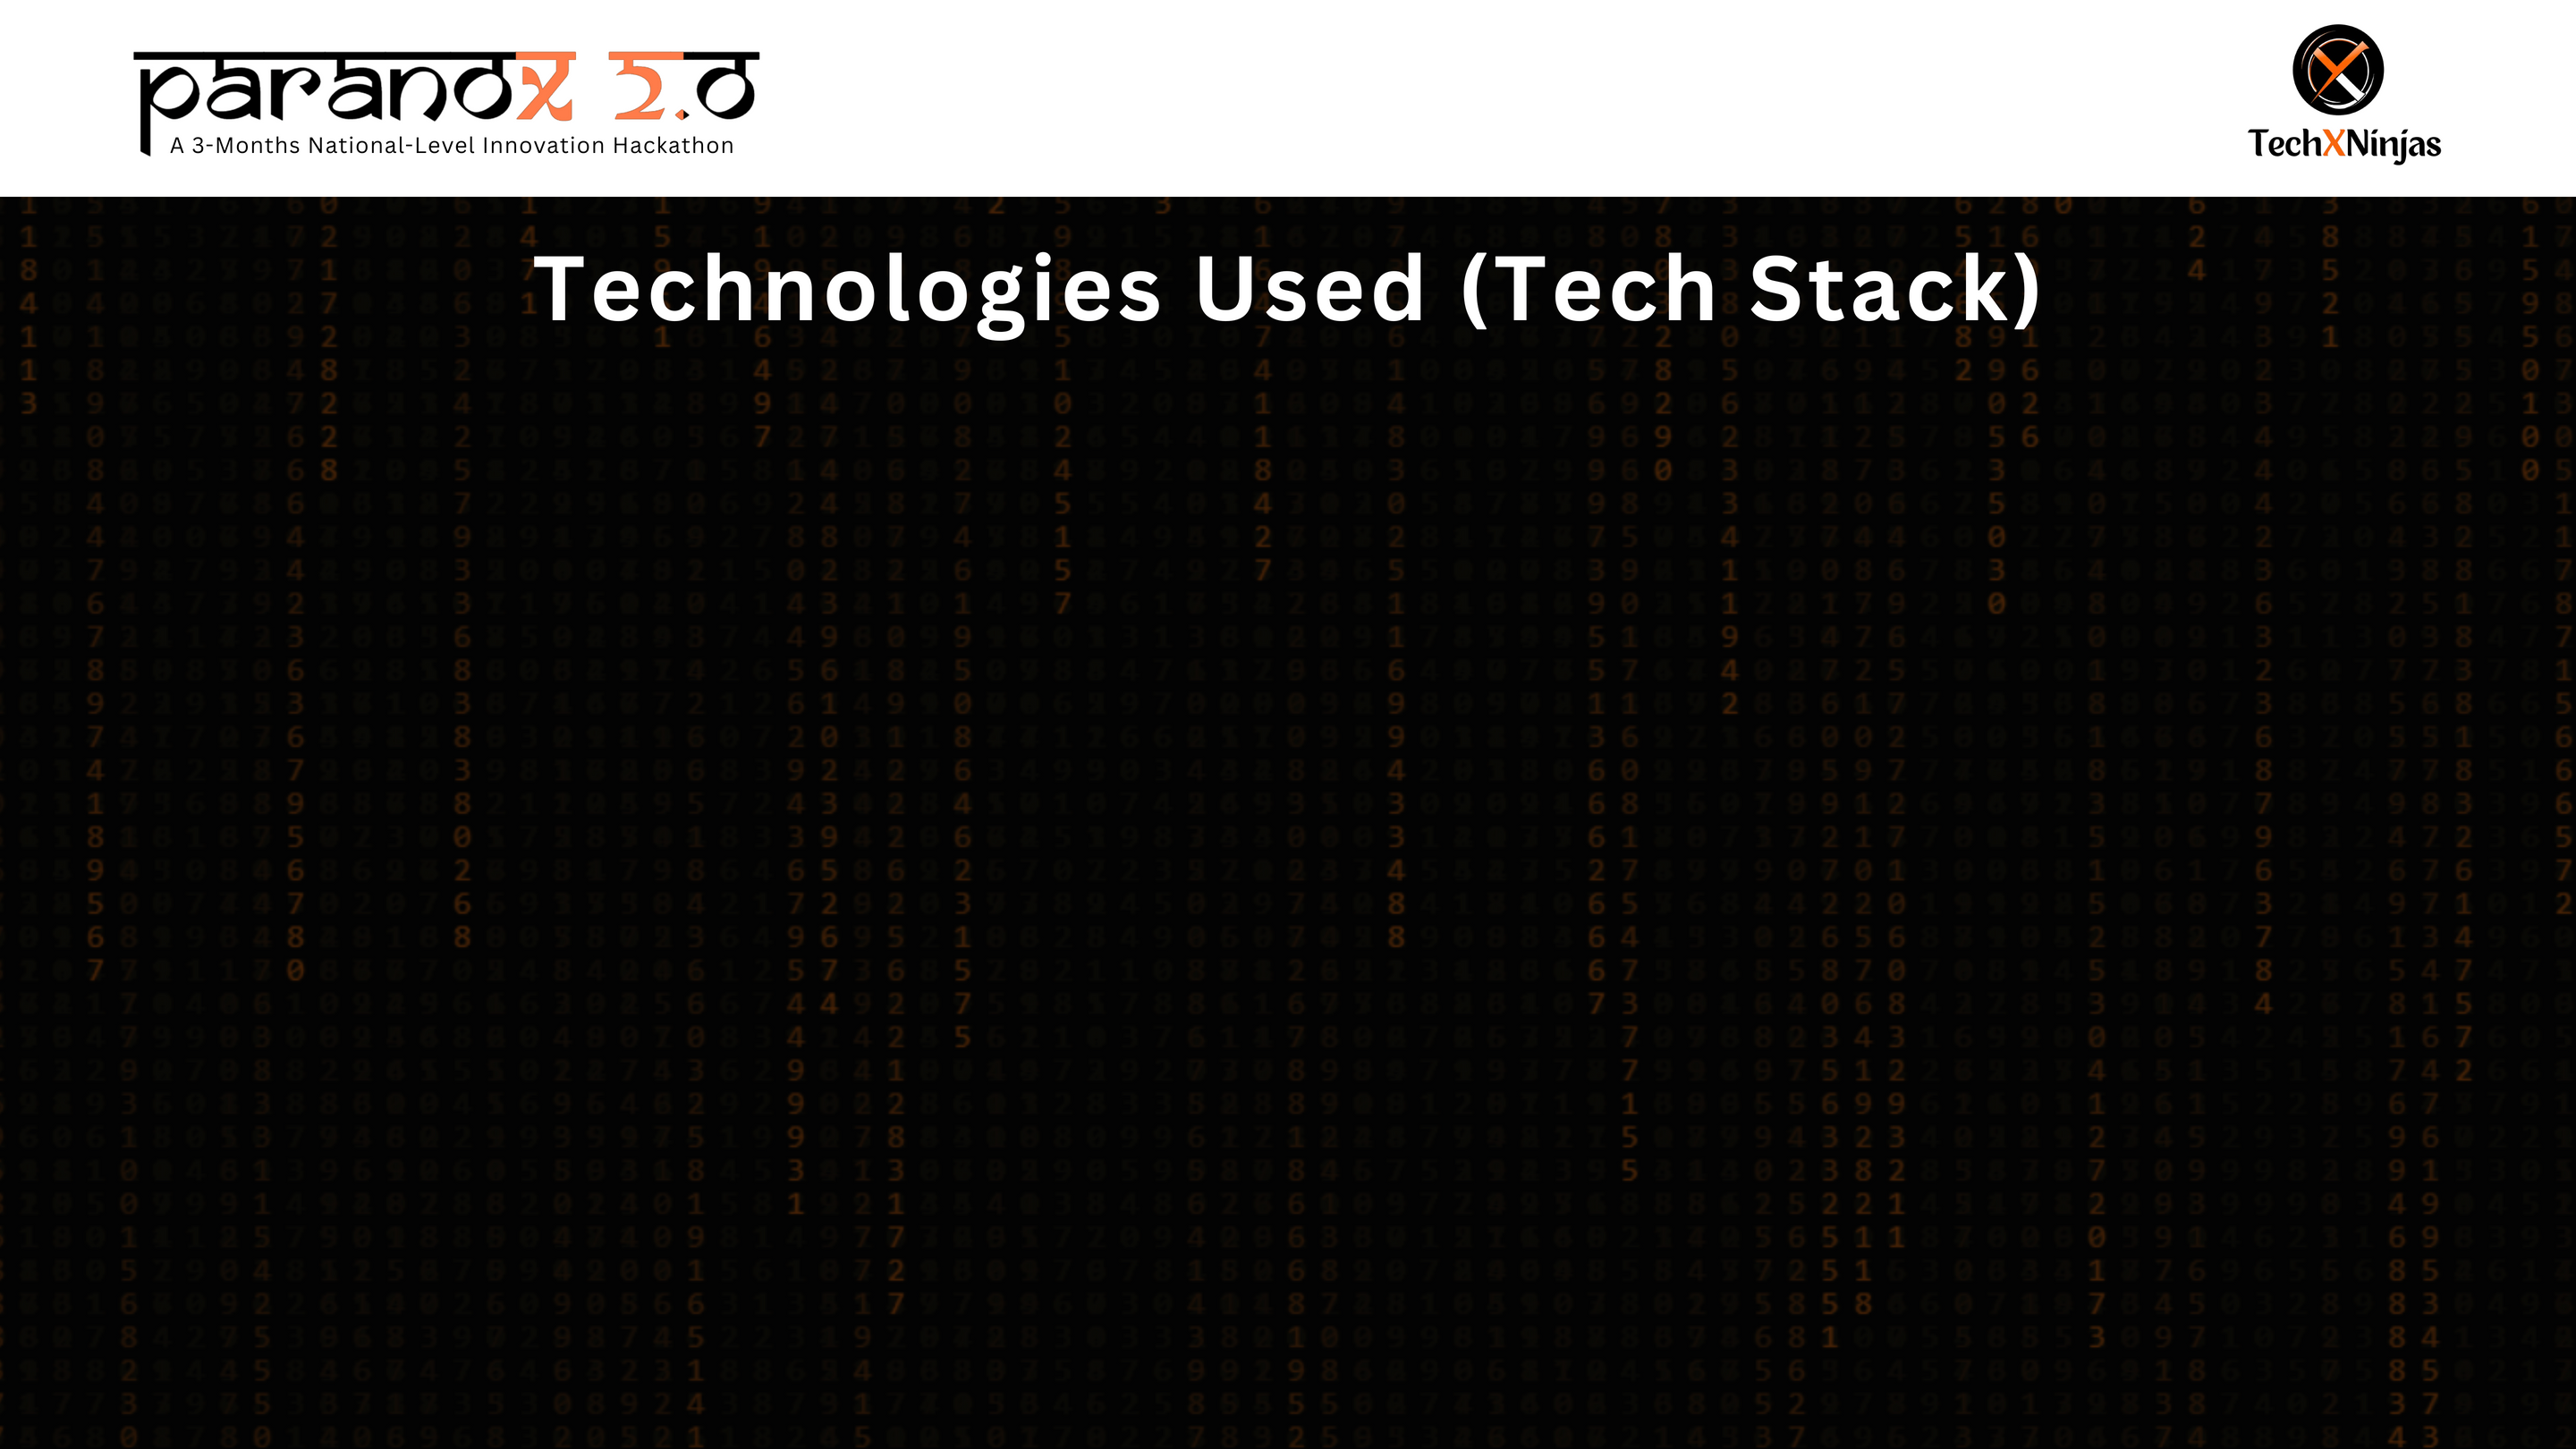 paranox 2.0
A 3-Months National-Level Innovation Hackathon
TechXNinjas
Technologies Used (Tech Stack)